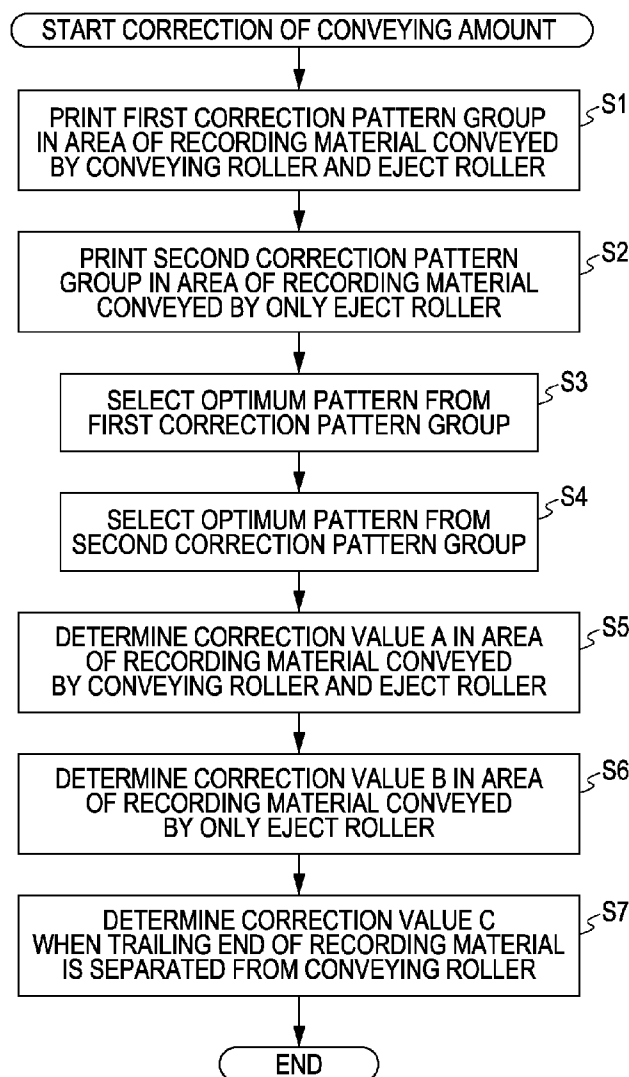 START CORRECTION OF CONVEYING AMOUNT
S1
PRINT FIRST CORRECTION PATTERN GROUP
IN AREA OF RECORDING MATERIAL CONVEYED
BY CONVEYING ROLLER AND EJECT ROLLER
S2
PRINT SECOND CORRECTION PATTERN
GROUP IN AREA OF RECORDING MATERIAL
CONVEYED BY ONLY EJECT ROLLER
S3
SELECT OPTIMUM PATTERN FROM
FIRST CORRECTION PATTERN GROUP
S4
SELECT OPTIMUM PATTERN FROM
SECOND CORRECTION PATTERN GROUP
S5
DETERMINE CORRECTION VALUE A IN AREA
OF RECORDING MATERIAL CONVEYED
BY CONVEYING ROLLER AND EJECT ROLLER
S6
DETERMINE CORRECTION VALUE B IN AREA
OF RECORDING MATERIAL CONVEYED
BY ONLY EJECT ROLLER
S7
DETERMINE CORRECTION VALUE C
WHEN TRAILING END OF RECORDING MATERIAL
IS SEPARATED FROM CONVEYING ROLLER
END